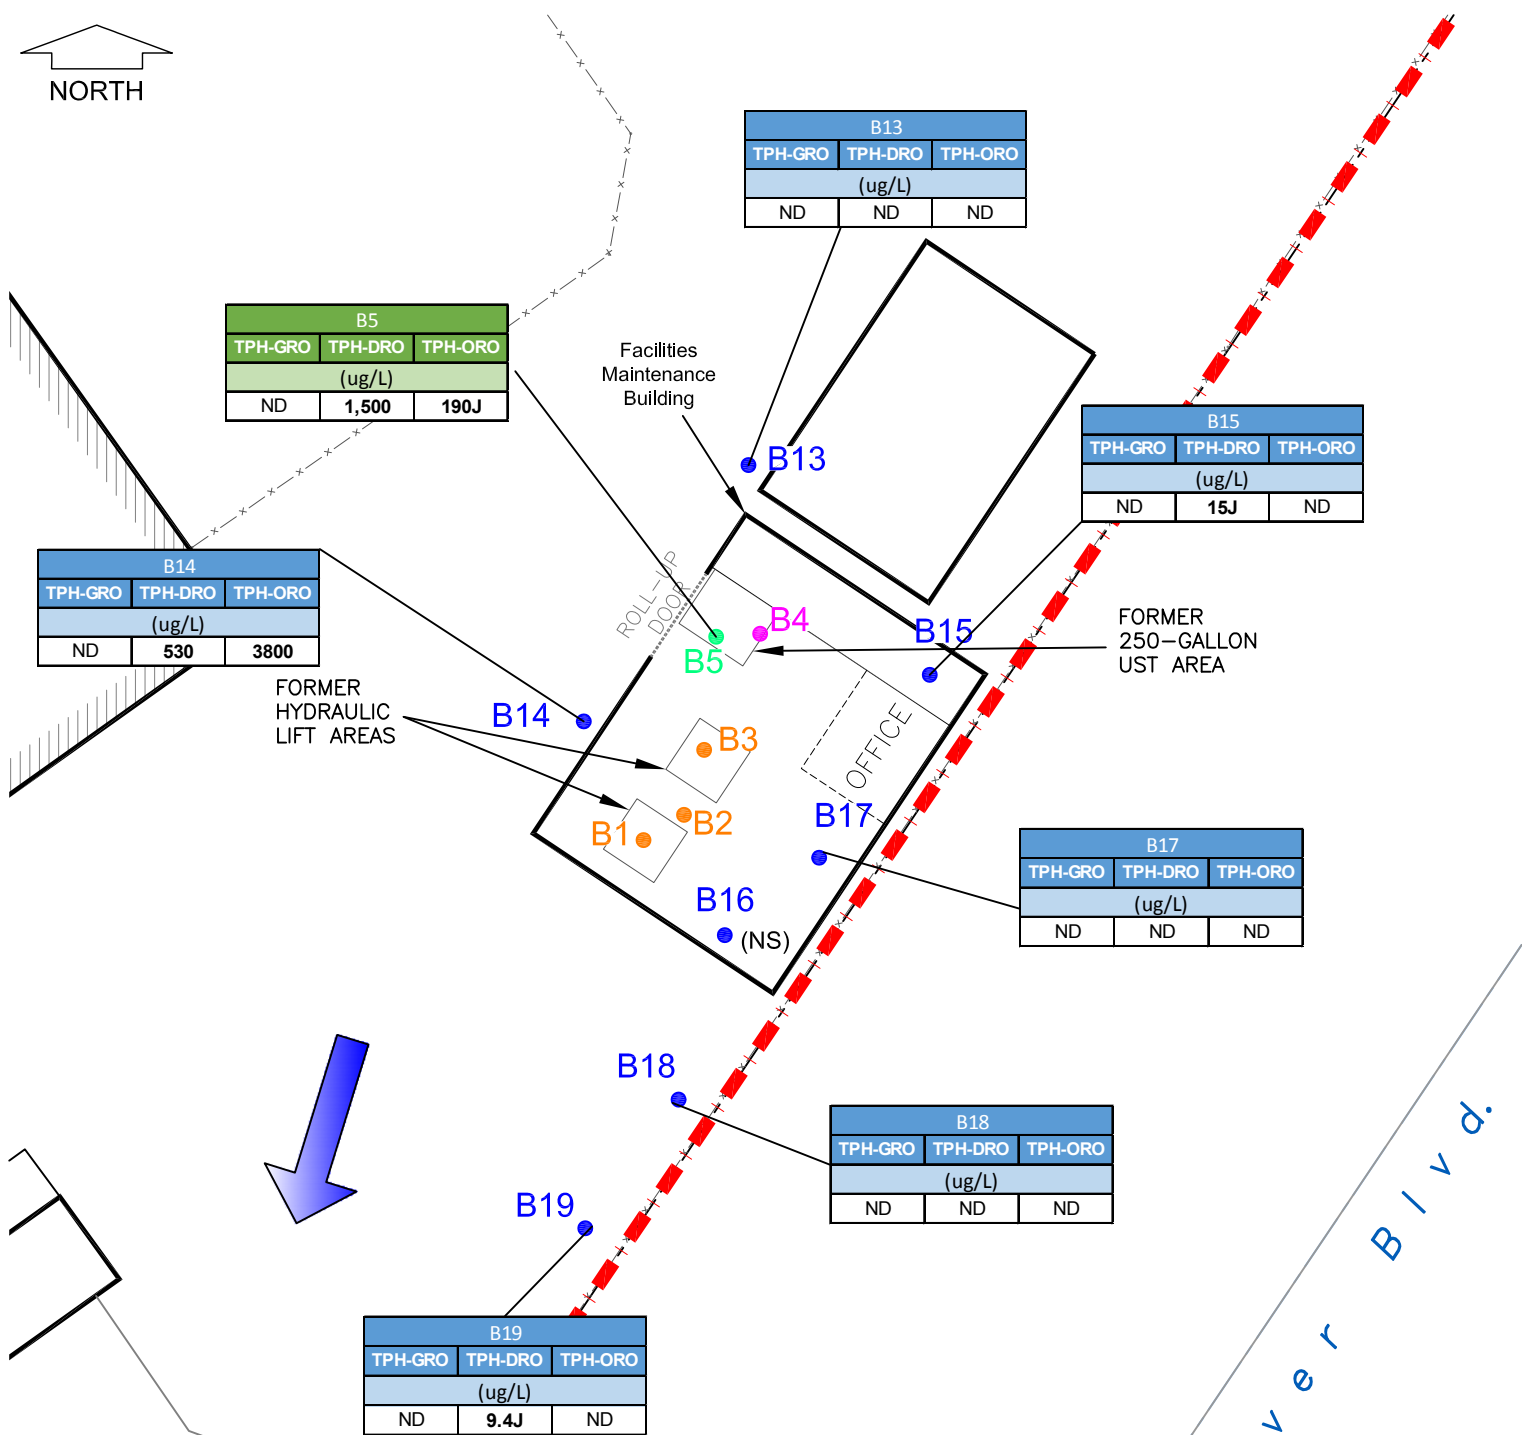 NORTH
B13
TPH-GRO TPH-DRO TPH-ORO
(ug/L)
ND ND ND
B5
TPH-GRO TPH-DRO TPH-ORO
(ug/L)
ND 1,500 190J
Facilities
Maintenance
Building
B13
B15
TPH-GRO TPH-DRO TPH-ORO
(ug/L)
ND 15J ND
B14
TPH-GRO TPH-DRO TPH-ORO
(ug/L)
ND 530 3800
ROLL-UP
DOOR
B4
B5
B15
FORMER
250-GALLON
UST AREA
FORMER
HYDRAULIC
LIFT AREAS
B14
B3
OFFICE
B2
B1
B17
B17
TPH-GRO TPH-DRO TPH-ORO
(ug/L)
ND ND ND
B16
(NS)
B18
B18
TPH-GRO TPH-DRO TPH-ORO
(ug/L)
ND ND ND
B19
B19
TPH-GRO TPH-DRO TPH-ORO
(ug/L)
ND 9.4J ND
ver Blvd.